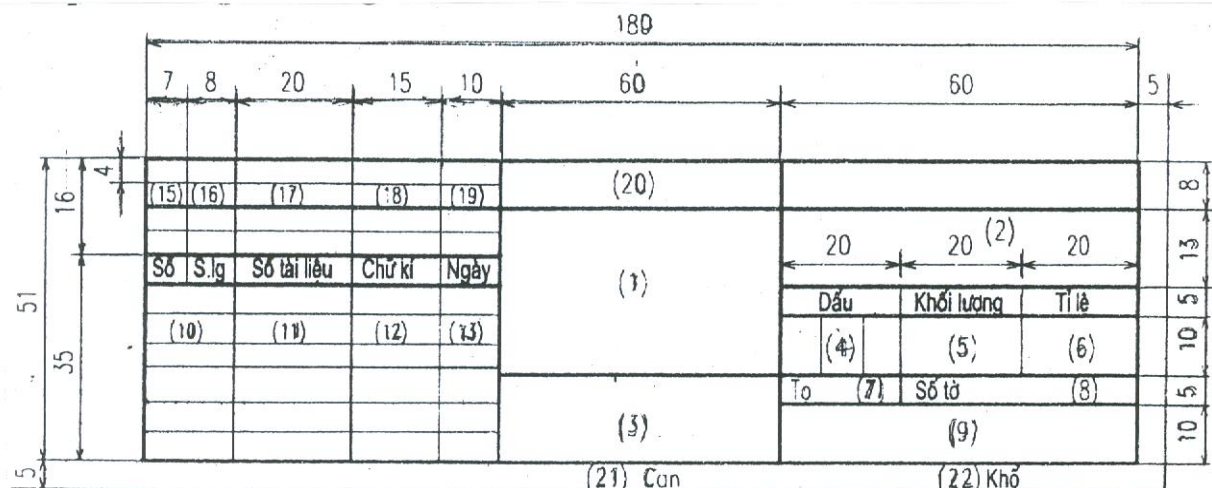 180
7 8 20 15 10 60 60 5
4
16
(15) (16) (17) (18) (19) (20)
8
(2)
20 20 20
13
Số S.lg Số tài liệu Chữ kí Ngày
(1)
51
35
Dấu Khối lượng Tỉ lệ
5
(10) (11) (12) (13)
(4) (5) (6)
10
To (7) Số tờ (8)
5
(3)
(9)
10
5
(21) Can (22) Khổ